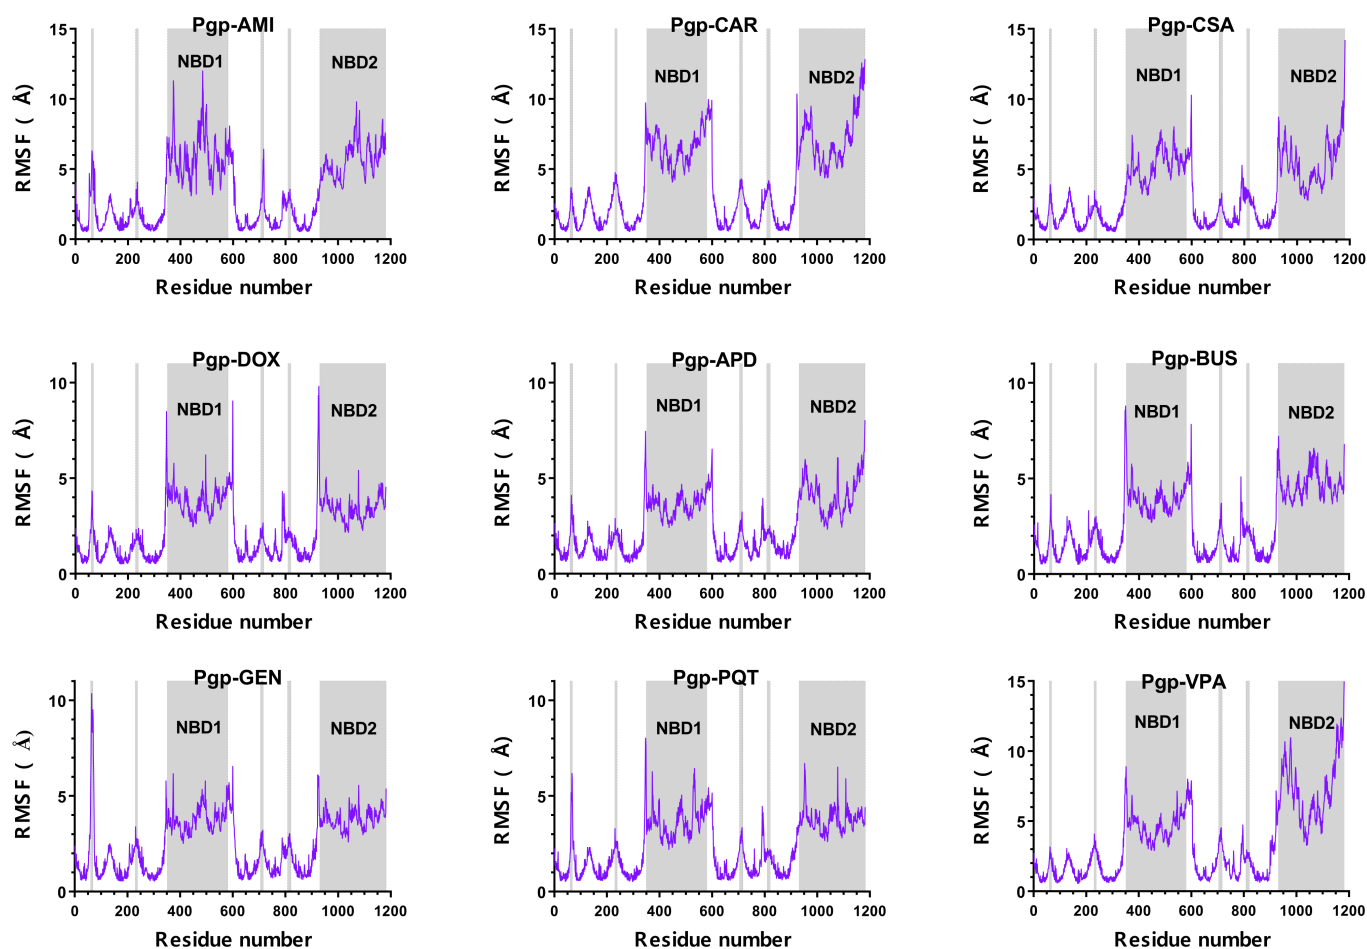 Pgp-AMI
15
10
5
0
RMSF ( Å)
NBD1
NBD2
0 200 400 600 800 1000 1200
Residue number
Pgp-CAR
15
10
5
0
RMSF ( Å)
NBD1
NBD2
0 200 400 600 800 1000 1200
Residue number
Pgp-CSA
15
10
5
0
RMSF ( Å)
NBD1
NBD2
0 200 400 600 800 1000 1200
Residue number
Pgp-DOX
10
5
0
RMSF ( Å)
NBD1
NBD2
0 200 400 600 800 1000 1200
Residue number
Pgp-APD
10
5
0
RMSF ( Å)
NBD1
NBD2
0 200 400 600 800 1000 1200
Residue number
Pgp-BUS
10
5
0
RMSF ( Å)
NBD1
NBD2
0 200 400 600 800 1000 1200
Residue number
Pgp-GEN
10
5
0
RMSF ( Å)
NBD1
NBD2
0 200 400 600 800 1000 1200
Residue number
Pgp-PQT
10
5
0
RMSF ( Å)
NBD1
NBD2
0 200 400 600 800 1000 1200
Residue number
Pgp-VPA
15
10
5
0
RMSF ( Å)
NBD1
NBD2
0 200 400 600 800 1000 1200
Residue number